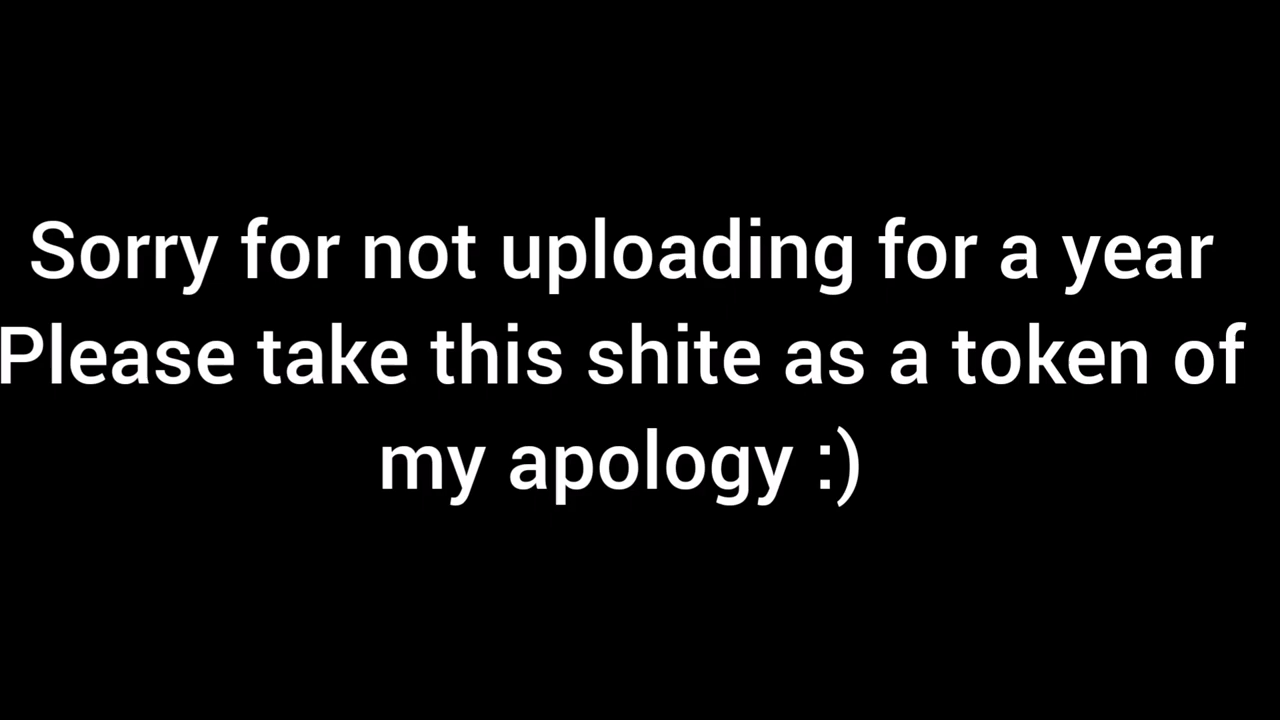 Sorry for not uploading for a year
Please take this shite as a token of
my apology :)